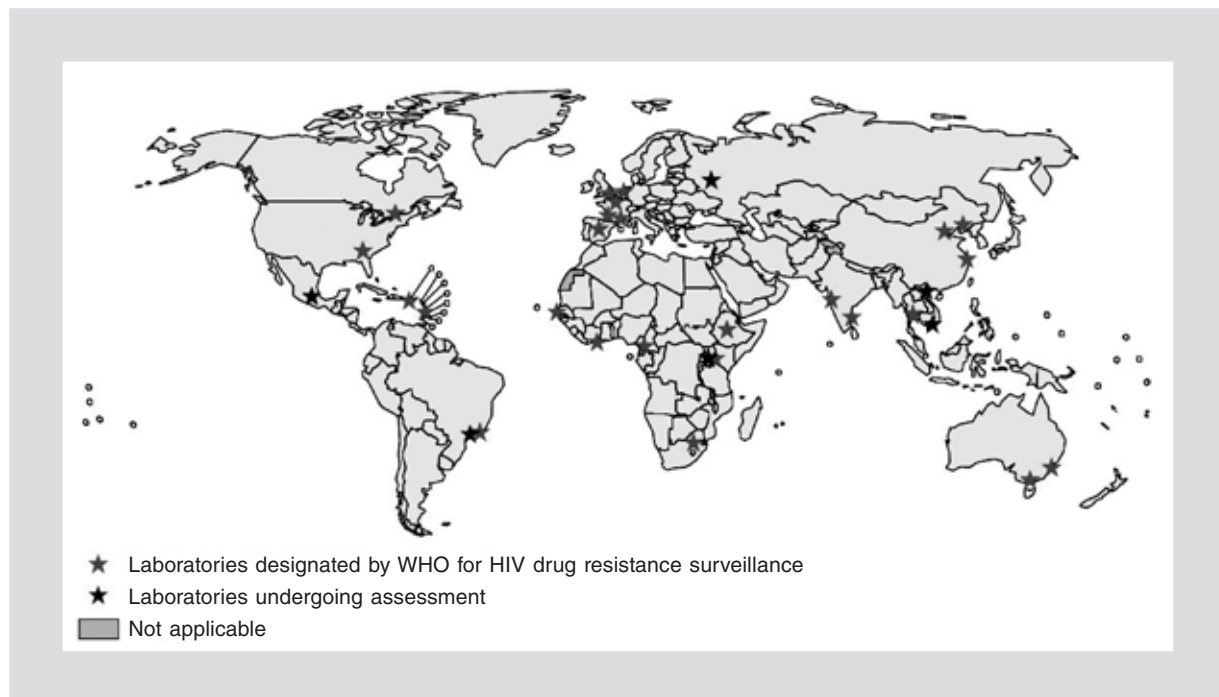 Laboratories designated by WHO for HIV drug resistance surveillance
Laboratories undergoing assessment
Not applicable